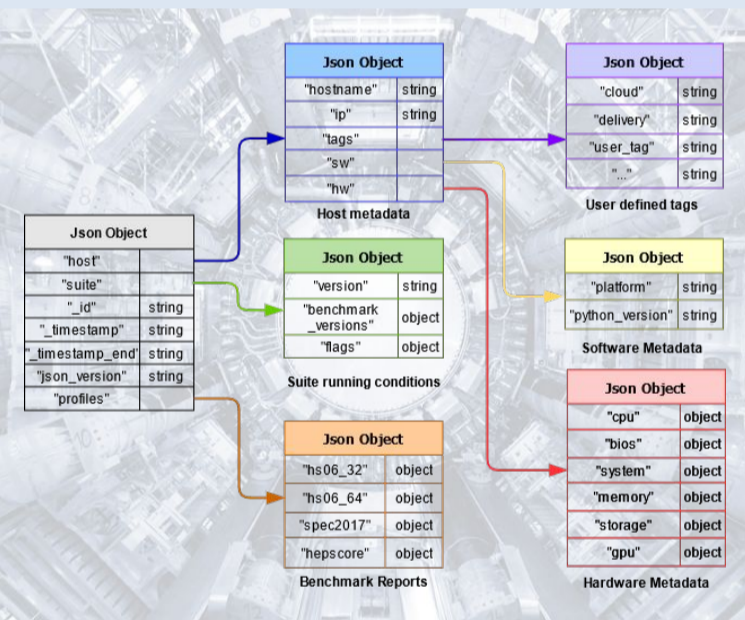 Json Object
"host"
"suite"
"_id" string
"_timestamp" string
"_timestamp_end" string
"json_version" string
"profiles"
Json Object
"hostname" string
"ip" string
"tags"
"sw"
"hw"
Host metadata
Json Object
"version" string
"benchmark
_versions" object
"flags" object
Suite running conditions
Json Object
"hs06_32" object
"hs06_64" object
"spec2017" object
"hepscore" object
Benchmark Reports
Json Object
"cloud" string
"delivery" string
"user_tag" string
"..." string
User defined tags
Json Object
"platform" string
"python_version" string
Software Metadata
Json Object
"cpu" object
"bios" object
"system" object
"memory" object
"storage" object
"gpu" object
Hardware Metadata